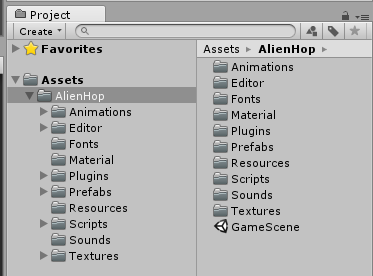 Project
Create
Favorites
Assets
AlienHop
Animations
Editor
Fonts
Material
Plugins
Prefabs
Resources
Scripts
Sounds
Textures
Assets ▸ AlienHop ▸
Animations
Editor
Fonts
Material
Plugins
Prefabs
Resources
Scripts
Sounds
Textures
GameScene